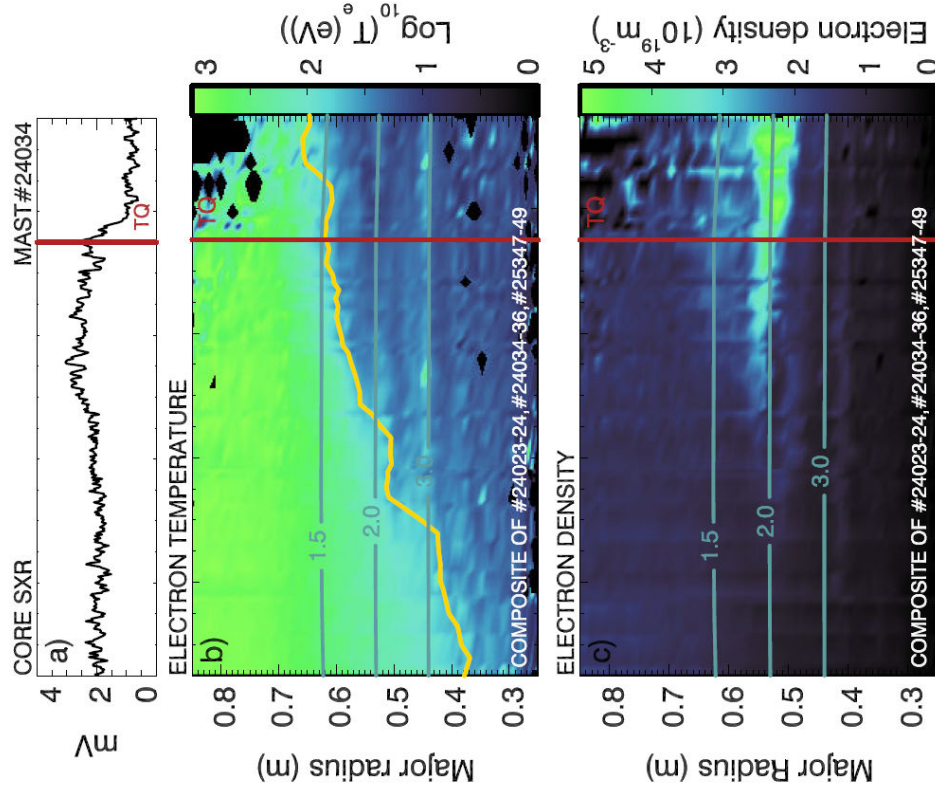 CORE SXR
MAST#24034
a)
mV
4
2
0
TQ
ELECTRON TEMPERATURE
b)
Major radius (m)
0.8
0.7
0.6
0.5
0.4
0.3
1.5
2.0
3.0
TQ
COMPOSITE OF #24023-24,#24034-36,#25347-49
3
2
1
0
Log10(Te(eV))
ELECTRON DENSITY
c)
Major Radius (m)
0.8
0.7
0.6
0.5
0.4
0.3
1.5
2.0
3.0
TQ
COMPOSITE OF #24023-24,#24034-36,#25347-49
5
4
3
2
1
0
Electron density (10^19 m^-3)